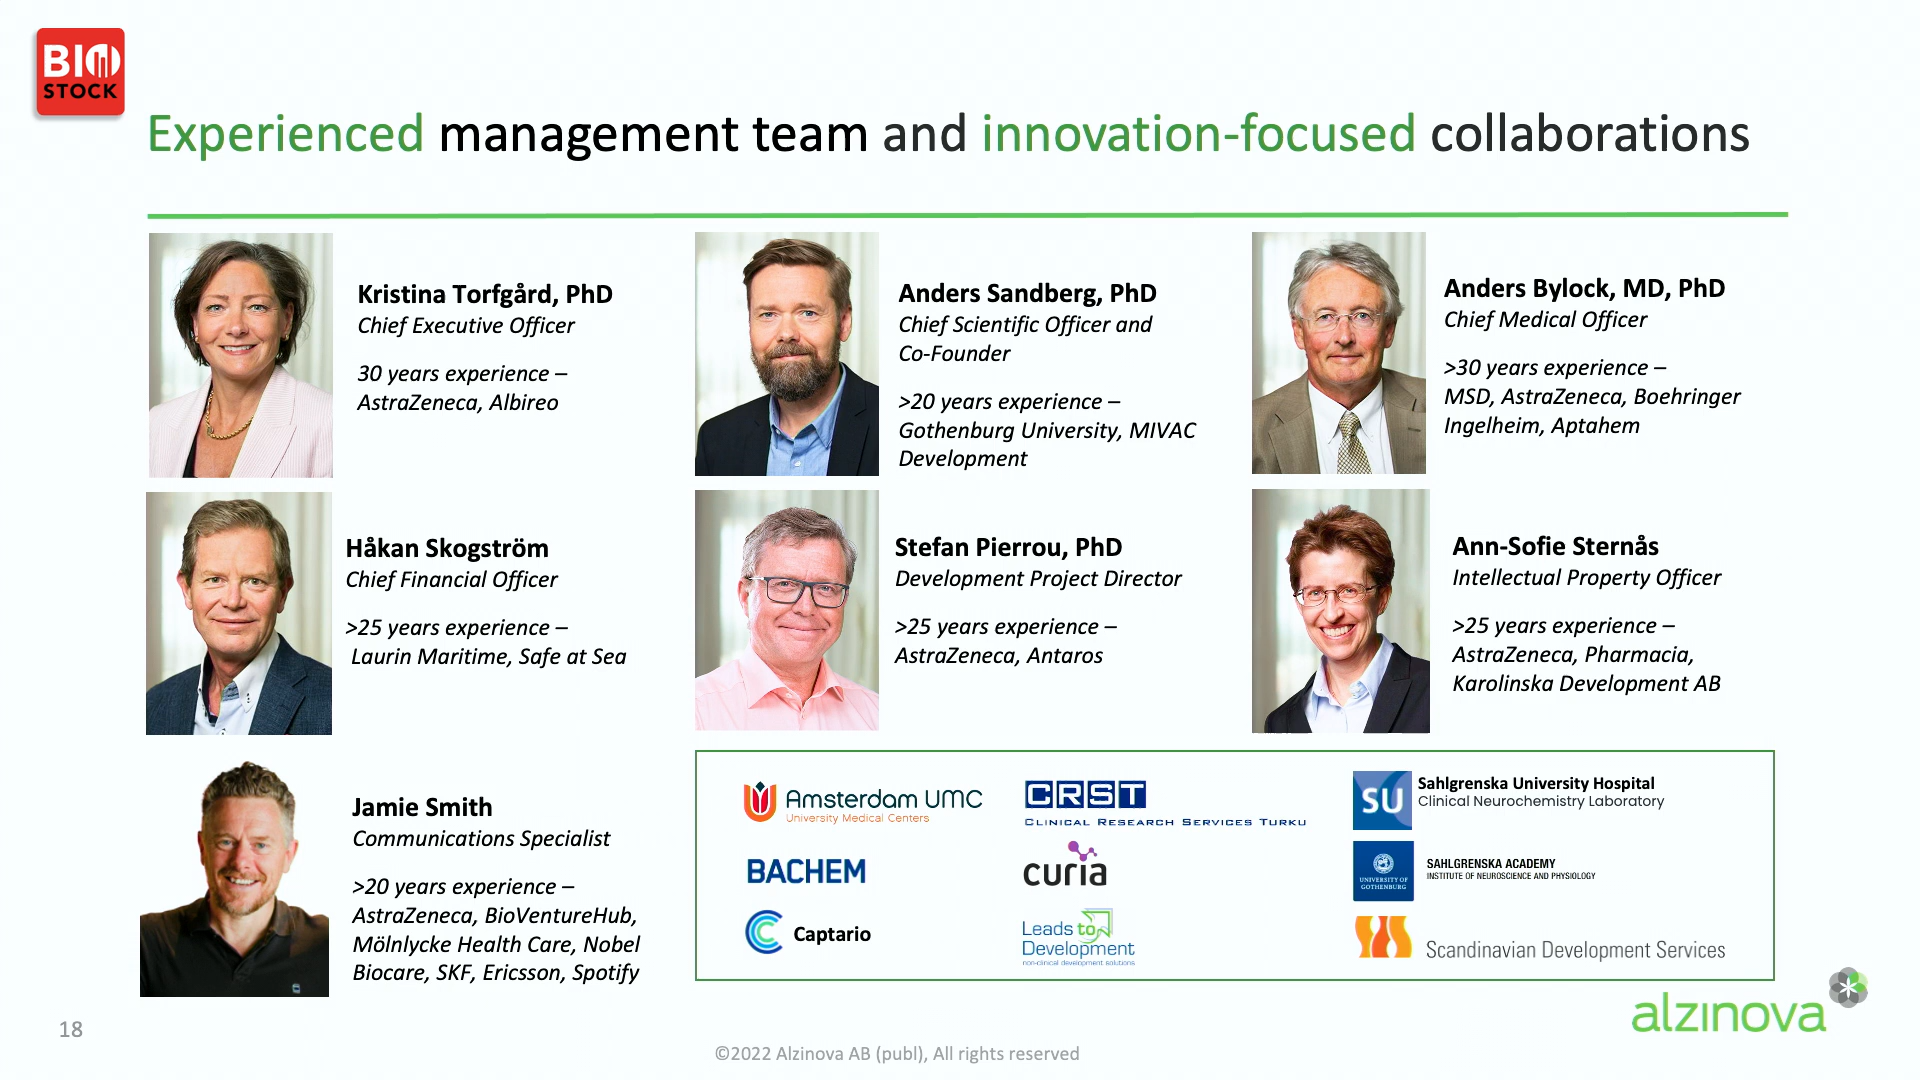 BIO
STOCK
Experienced management team and innovation-focused collaborations
Kristina Torfgård, PhD
Chief Executive Officer
30 years experience –
AstraZeneca, Albireo
Anders Sandberg, PhD
Chief Scientific Officer and
Co-Founder
>20 years experience –
Gothenburg University, MIVAC
Development
Anders Bylock, MD, PhD
Chief Medical Officer
>30 years experience –
MSD, AstraZeneca, Boehringer
Ingelheim, Aptahem
Håkan Skogström
Chief Financial Officer
>25 years experience –
Laurin Maritime, Safe at Sea
Stefan Pierrou, PhD
Development Project Director
>25 years experience –
AstraZeneca, Antaros
Ann-Sofie Sternås
Intellectual Property Officer
>25 years experience –
AstraZeneca, Pharmacia,
Karolinska Development AB
Jamie Smith
Communications Specialist
>20 years experience –
AstraZeneca, BioVentureHub,
Mölnlycke Health Care, Nobel
Biocare, SKF, Ericsson, Spotify
Amsterdam UMC
University Medical Centers
CRST
CLINICAL RESEARCH SERVICES TURKU
SU
Sahlgrenska University Hospital
Clinical Neurochemistry Laboratory
BACHEM
curia
UNIVERSITY OF
GOTHENBURG
SAHLGRENSKA ACADEMY
INSTITUTE OF NEUROSCIENCE AND PHYSIOLOGY
Captario
Leads to
Development
non-clinical development solutions
Scandinavian Development Services
alzinova
18
©2022 Alzinova AB (publ), All rights reserved